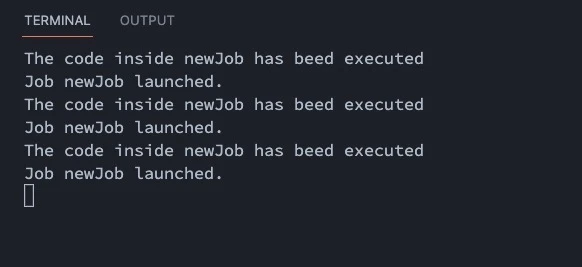 TERMINAL OUTPUT
The code inside newJob has beed executed
Job newJob launched.
The code inside newJob has beed executed
Job newJob launched.
The code inside newJob has beed executed
Job newJob launched.